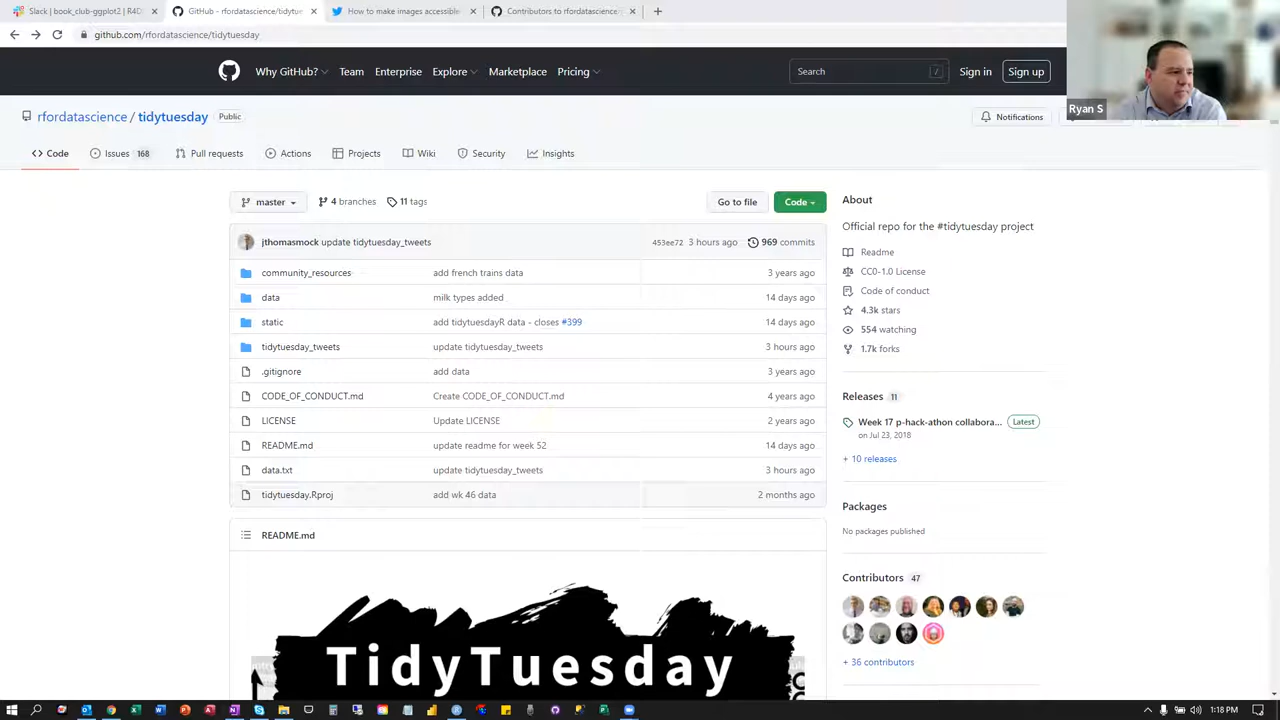 Slack | book_club-ggplot2 | R4D
GitHub - rfordatascience/tidytu
How to make images accessible
Contributors to rfordatascience/
github.com/rfordatascience/tidytuesday
Why GitHub?
Team
Enterprise
Explore
Marketplace
Pricing
Search
/
Sign in
Sign up
Ryan S
rfordatascience / tidytuesday
Public
Notifications
Code
Issues 168
Pull requests
Actions
Projects
Wiki
Security
Insights
master
4 branches
11 tags
Go to file
Code
About
Official repo for the #tidytuesday project
jthomasmock update tidytuesday_tweets
453ee72 3 hours ago
969 commits
community_resources add french trains data 3 years ago
data milk types added 14 days ago
static add tidytuesdayR data - closes #399 14 days ago
tidytuesday_tweets update tidytuesday_tweets 3 hours ago
.gitignore add data 3 years ago
CODE_OF_CONDUCT.md Create CODE_OF_CONDUCT.md 4 years ago
LICENSE Update LICENSE 2 years ago
README.md update readme for week 52 14 days ago
data.txt update tidytuesday_tweets 3 hours ago
tidytuesday.Rproj add wk 46 data 2 months ago
Readme
CC0-1.0 License
Code of conduct
4.3k stars
554 watching
1.7k forks
Releases 11
Week 17 p-hack-athon collabora... Latest
on Jul 23, 2018
+ 10 releases
Packages
No packages published
Contributors 47
+ 36 contributors
README.md
TidyTuesday
1:18 PM